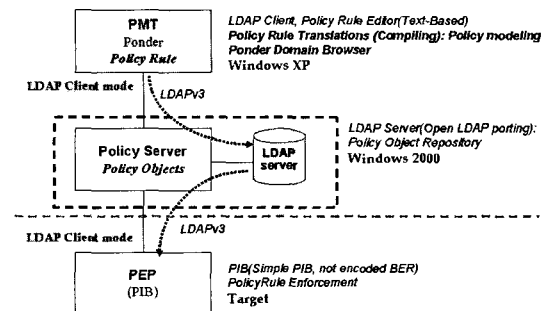 PMT
Ponder
Policy Rule
LDAP Client, Policy Rule Editor(Text-Based)
Policy Rule Translations (Compiling): Policy modeling
Ponder Domain Browser
Windows XP
LDAP Client mode
LDAPv3
Policy Server
Policy Objects
LDAP
server
LDAP Server(Open LDAP porting):
Policy Object Repository
Windows 2000
LDAP Client mode
LDAPv3
PEP
(PIB)
PIB(Simple PIB, not encoded BER)
PolicyRule Enforcement
Target